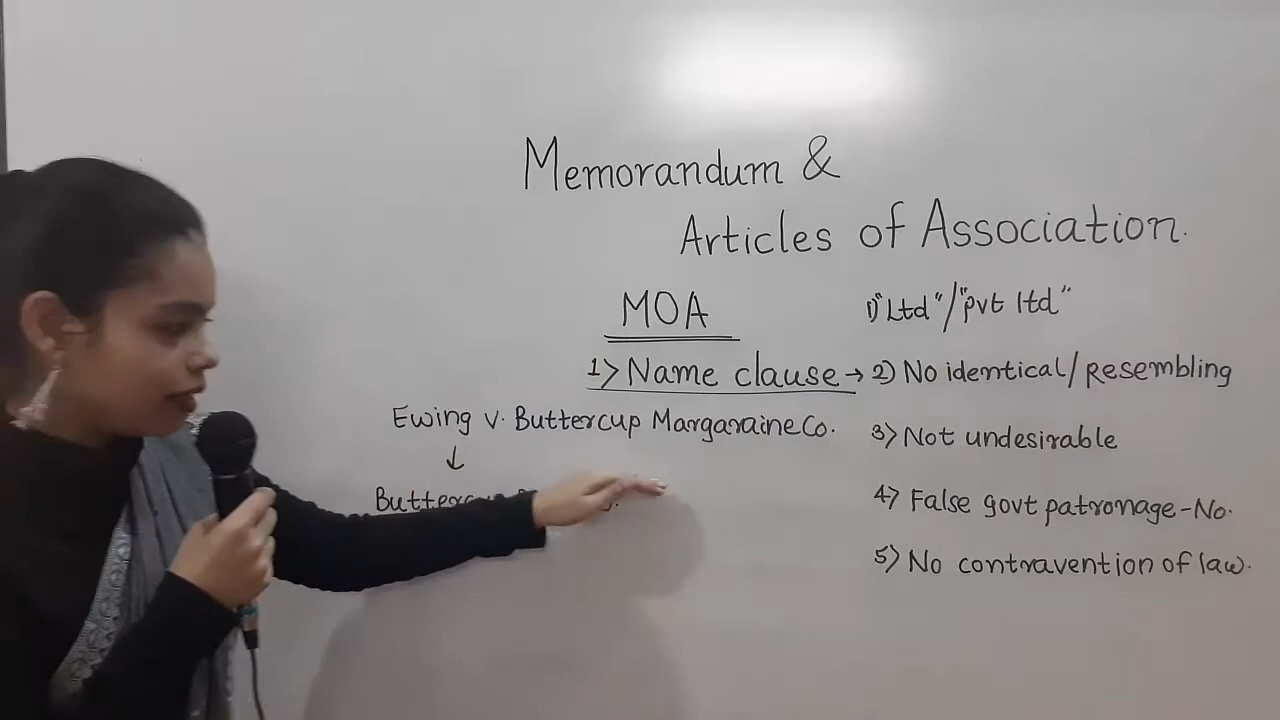 Memorandum &
Articles of Association.
MOA
1) "Ltd"/"Pvt ltd"
1> Name clause → 2) No identical/Resembling
Ewing v. Buttercup Margaraine Co.
↓
3> Not undesirable
4> False govt patronage-No.
5> No contravention of law.